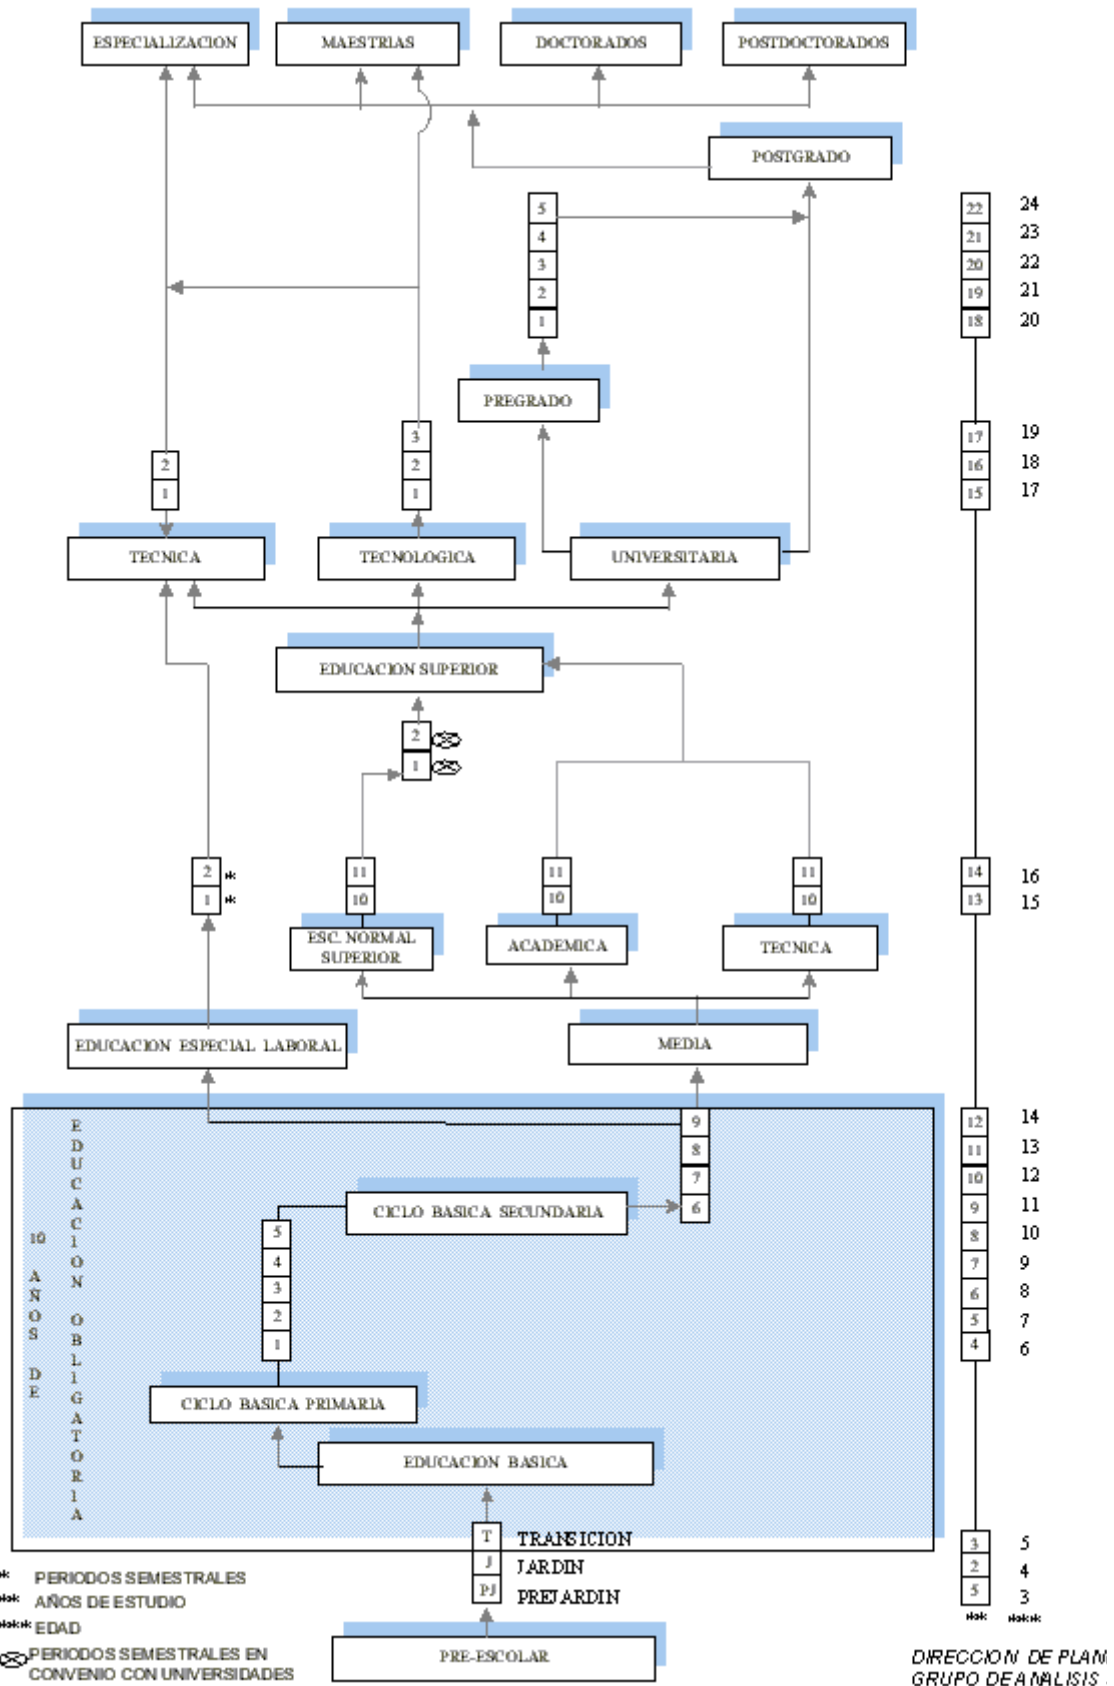 ESPECIALIZACION MAESTRIAS DOCTORADOS POSTDOCTORADOS
POSTGRADO
5 22 24
4 21 23
3 20 22
2 19 21
1 18 20
PREGRADO
3 17 19
2 2 16 18
1 1 15 17
TECNICA TECNOLOGICA UNIVERSITARIA
EDUCACION SUPERIOR
2
1
2 * 11 11 11 14 16
1 * 10 10 10 13 15
ESC. NORMAL
SUPERIOR
ACADEMICA TECNICA
EDUCACION ESPECIAL LABORAL MEDIA
9 12 14
8 11 13
7 10 12
6 9 11
CICLO BASICA SECUNDARIA
5 8 10
4 7 9
3 6 8
2 5 7
1 4 6
10 AÑOS DE
EDUCACION OBLIGATORIA
CICLO BASICA PRIMARIA
EDUCACION BASICA
T TRANSICION 3 5
J JARDIN 2 4
PJ PREJARDIN 5 3
** ***
PRE-ESCOLAR
* PERIODOS SEMESTRALES
** AÑOS DE ESTUDIO
*** EDAD
PERIODOS SEMESTRALES EN
CONVENIO CON UNIVERSIDADES
DIRECCION DE PLAN
GRUPO DE ANALISIS